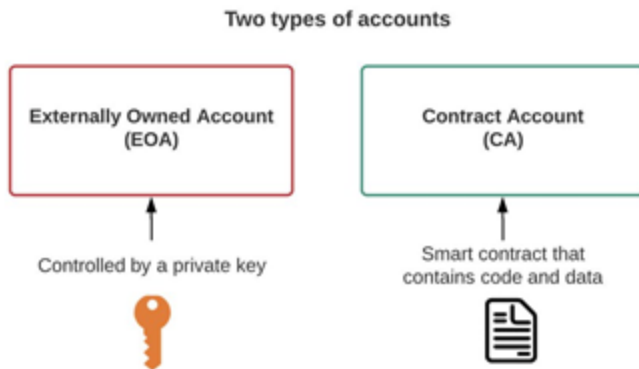 Two types of accounts
Externally Owned Account
(EOA)
Contract Account
(CA)
Controlled by a private key
Smart contract that
contains code and data